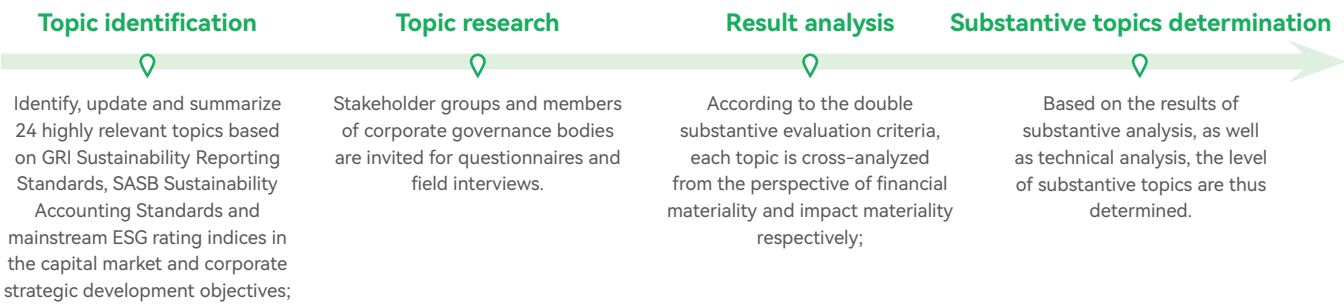 Topic identification
Identify, update and summarize
24 highly relevant topics based
on GRI Sustainability Reporting
Standards, SASB Sustainability
Accounting Standards and
mainstream ESG rating indices in
the capital market and corporate
strategic development objectives;
Topic research
Stakeholder groups and members
of corporate governance bodies
are invited for questionnaires and
field interviews.
Result analysis
According to the double
substantive evaluation criteria,
each topic is cross-analyzed
from the perspective of financial
materiality and impact materiality
respectively;
Substantive topics determination
Based on the results of
substantive analysis, as well
as technical analysis, the level
of substantive topics are thus
determined.